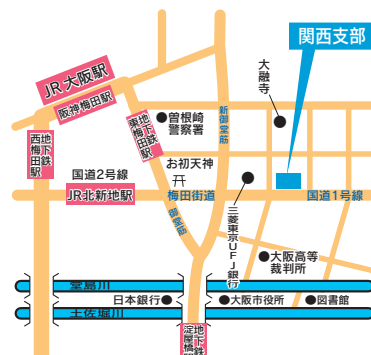 関西支部
JR大阪駅
阪神梅田駅
大融寺
新御堂筋
曽根崎
警察署
地下鉄
東梅田駅
地下鉄
西梅田駅
お初天神
国道2号線
JR北新地駅
梅田街道
国道1号線
御堂筋
三菱東京UFJ銀行
大阪高等
裁判所
堂島川
日本銀行
大阪市役所
図書館
土佐堀川
地下鉄
淀屋橋駅